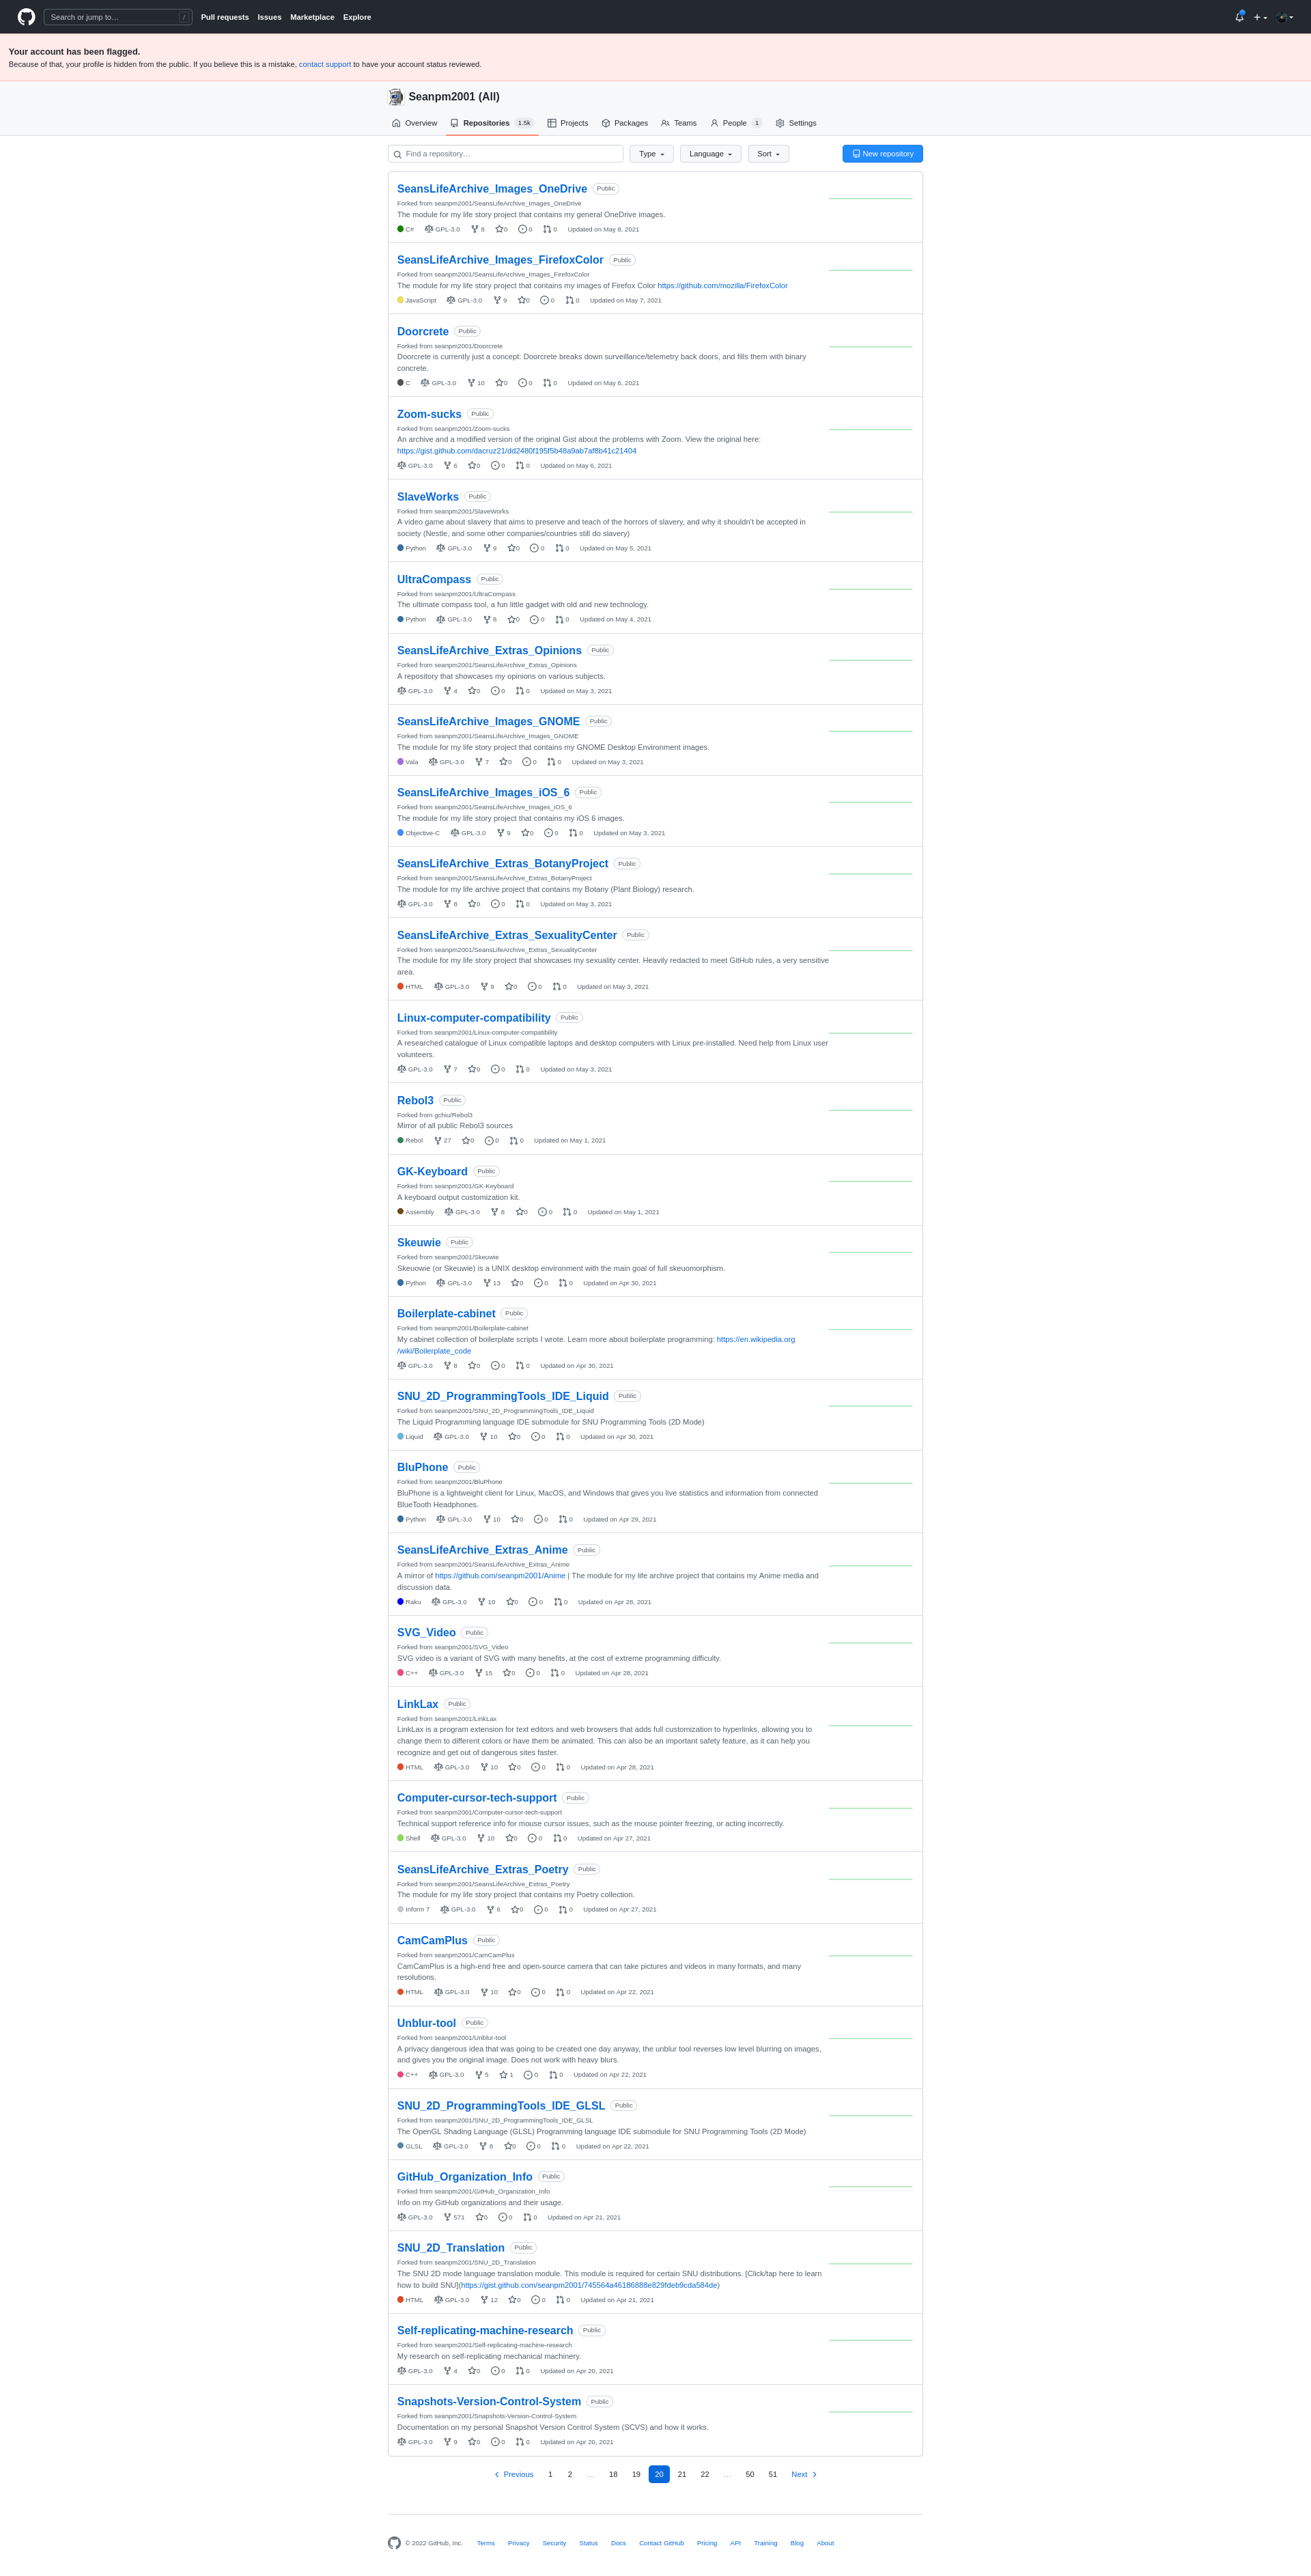 Search or jump to… /
Pull requests Issues Marketplace Explore
Your account has been flagged.
Because of that, your profile is hidden from the public. If you believe this is a mistake, contact support to have your account status reviewed.
Seanpm2001 (All)
Overview Repositories 1.5k Projects Packages Teams People 1 Settings
Find a repository… Type Language Sort New repository
SeansLifeArchive_Images_OneDrive Public
Forked from seanpm2001/SeansLifeArchive_Images_OneDrive
The module for my life story project that contains my general OneDrive images.
C# GPL-3.0 8 0 0 0 Updated on May 8, 2021
SeansLifeArchive_Images_FirefoxColor Public
Forked from seanpm2001/SeansLifeArchive_Images_FirefoxColor
The module for my life story project that contains my images of Firefox Color https://github.com/mozilla/FirefoxColor
JavaScript GPL-3.0 9 0 0 0 Updated on May 7, 2021
Doorcrete Public
Forked from seanpm2001/Doorcrete
Doorcrete is currently just a concept: Doorcrete breaks down surveillance/telemetry back doors, and fills them with binary
concrete.
C GPL-3.0 10 0 0 0 Updated on May 6, 2021
Zoom-sucks Public
Forked from seanpm2001/Zoom-sucks
An archive and a modified version of the original Gist about the problems with Zoom. View the original here:
https://gist.github.com/dacruz21/dd2480f195f5b48a9ab7af8b41c21404
GPL-3.0 6 0 0 0 Updated on May 6, 2021
SlaveWorks Public
Forked from seanpm2001/SlaveWorks
A video game about slavery that aims to preserve and teach of the horrors of slavery, and why it shouldn't be accepted in
society (Nestle, and some other companies/countries still do slavery)
Python GPL-3.0 9 0 0 0 Updated on May 5, 2021
UltraCompass Public
Forked from seanpm2001/UltraCompass
The ultimate compass tool, a fun little gadget with old and new technology.
Python GPL-3.0 8 0 0 0 Updated on May 4, 2021
SeansLifeArchive_Extras_Opinions Public
Forked from seanpm2001/SeansLifeArchive_Extras_Opinions
A repository that showcases my opinions on various subjects.
GPL-3.0 4 0 0 0 Updated on May 3, 2021
SeansLifeArchive_Images_GNOME Public
Forked from seanpm2001/SeansLifeArchive_Images_GNOME
The module for my life story project that contains my GNOME Desktop Environment images.
Vala GPL-3.0 7 0 0 0 Updated on May 3, 2021
SeansLifeArchive_Images_iOS_6 Public
Forked from seanpm2001/SeansLifeArchive_Images_iOS_6
The module for my life story project that contains my iOS 6 images.
Objective-C GPL-3.0 9 0 0 0 Updated on May 3, 2021
SeansLifeArchive_Extras_BotanyProject Public
Forked from seanpm2001/SeansLifeArchive_Extras_BotanyProject
The module for my life archive project that contains my Botany (Plant Biology) research.
GPL-3.0 8 0 0 0 Updated on May 3, 2021
SeansLifeArchive_Extras_SexualityCenter Public
Forked from seanpm2001/SeansLifeArchive_Extras_SexualityCenter
The module for my life story project that showcases my sexuality center. Heavily redacted to meet GitHub rules, a very sensitive
area.
HTML GPL-3.0 9 0 0 0 Updated on May 3, 2021
Linux-computer-compatibility Public
Forked from seanpm2001/Linux-computer-compatibility
A researched catalogue of Linux compatible laptops and desktop computers with Linux pre-installed. Need help from Linux user
volunteers.
GPL-3.0 7 0 0 0 Updated on May 3, 2021
Rebol3 Public
Forked from gchiu/Rebol3
Mirror of all public Rebol3 sources
Rebol 27 0 0 0 Updated on May 1, 2021
GK-Keyboard Public
Forked from seanpm2001/GK-Keyboard
A keyboard output customization kit.
Assembly GPL-3.0 8 0 0 0 Updated on May 1, 2021
Skeuwie Public
Forked from seanpm2001/Skeuwie
Skeuowie (or Skeuwie) is a UNIX desktop environment with the main goal of full skeuomorphism.
Python GPL-3.0 13 0 0 0 Updated on Apr 30, 2021
Boilerplate-cabinet Public
Forked from seanpm2001/Boilerplate-cabinet
My cabinet collection of boilerplate scripts I wrote. Learn more about boilerplate programming: https://en.wikipedia.org
/wiki/Boilerplate_code
GPL-3.0 8 0 0 0 Updated on Apr 30, 2021
SNU_2D_ProgrammingTools_IDE_Liquid Public
Forked from seanpm2001/SNU_2D_ProgrammingTools_IDE_Liquid
The Liquid Programming language IDE submodule for SNU Programming Tools (2D Mode)
Liquid GPL-3.0 10 0 0 0 Updated on Apr 30, 2021
BluPhone Public
Forked from seanpm2001/BluPhone
BluPhone is a lightweight client for Linux, MacOS, and Windows that gives you live statistics and information from connected
BlueTooth Headphones.
Python GPL-3.0 10 0 0 0 Updated on Apr 29, 2021
SeansLifeArchive_Extras_Anime Public
Forked from seanpm2001/SeansLifeArchive_Extras_Anime
A mirror of https://github.com/seanpm2001/Anime | The module for my life archive project that contains my Anime media and
discussion data.
Raku GPL-3.0 10 0 0 0 Updated on Apr 28, 2021
SVG_Video Public
Forked from seanpm2001/SVG_Video
SVG video is a variant of SVG with many benefits, at the cost of extreme programming difficulty.
C++ GPL-3.0 15 0 0 0 Updated on Apr 28, 2021
LinkLax Public
Forked from seanpm2001/LinkLax
LinkLax is a program extension for text editors and web browsers that adds full customization to hyperlinks, allowing you to
change them to different colors or have them be animated. This can also be an important safety feature, as it can help you
recognize and get out of dangerous sites faster.
HTML GPL-3.0 10 0 0 0 Updated on Apr 28, 2021
Computer-cursor-tech-support Public
Forked from seanpm2001/Computer-cursor-tech-support
Technical support reference info for mouse cursor issues, such as the mouse pointer freezing, or acting incorrectly.
Shell GPL-3.0 10 0 0 0 Updated on Apr 27, 2021
SeansLifeArchive_Extras_Poetry Public
Forked from seanpm2001/SeansLifeArchive_Extras_Poetry
The module for my life story project that contains my Poetry collection.
Inform 7 GPL-3.0 6 0 0 0 Updated on Apr 27, 2021
CamCamPlus Public
Forked from seanpm2001/CamCamPlus
CamCamPlus is a high-end free and open-source camera that can take pictures and videos in many formats, and many
resolutions.
HTML GPL-3.0 10 0 0 0 Updated on Apr 22, 2021
Unblur-tool Public
Forked from seanpm2001/Unblur-tool
A privacy dangerous idea that was going to be created one day anyway, the unblur tool reverses low level blurring on images,
and gives you the original image. Does not work with heavy blurs.
C++ GPL-3.0 5 1 0 0 Updated on Apr 22, 2021
SNU_2D_ProgrammingTools_IDE_GLSL Public
Forked from seanpm2001/SNU_2D_ProgrammingTools_IDE_GLSL
The OpenGL Shading Language (GLSL) Programming language IDE submodule for SNU Programming Tools (2D Mode)
GLSL GPL-3.0 8 0 0 0 Updated on Apr 22, 2021
GitHub_Organization_Info Public
Forked from seanpm2001/GitHub_Organization_Info
Info on my GitHub organizations and their usage.
GPL-3.0 571 0 0 0 Updated on Apr 21, 2021
SNU_2D_Translation Public
Forked from seanpm2001/SNU_2D_Translation
The SNU 2D mode language translation module. This module is required for certain SNU distributions. [Click/tap here to learn
how to build SNU](https://gist.github.com/seanpm2001/745564a46186888e829fdeb9cda584de)
HTML GPL-3.0 12 0 0 0 Updated on Apr 21, 2021
Self-replicating-machine-research Public
Forked from seanpm2001/Self-replicating-machine-research
My research on self-replicating mechanical machinery.
GPL-3.0 4 0 0 0 Updated on Apr 20, 2021
Snapshots-Version-Control-System Public
Forked from seanpm2001/Snapshots-Version-Control-System
Documentation on my personal Snapshot Version Control System (SCVS) and how it works.
GPL-3.0 9 0 0 0 Updated on Apr 20, 2021
Previous 1 2 … 18 19 20 21 22 … 50 51 Next
© 2022 GitHub, Inc. Terms Privacy Security Status Docs Contact GitHub Pricing API Training Blog About